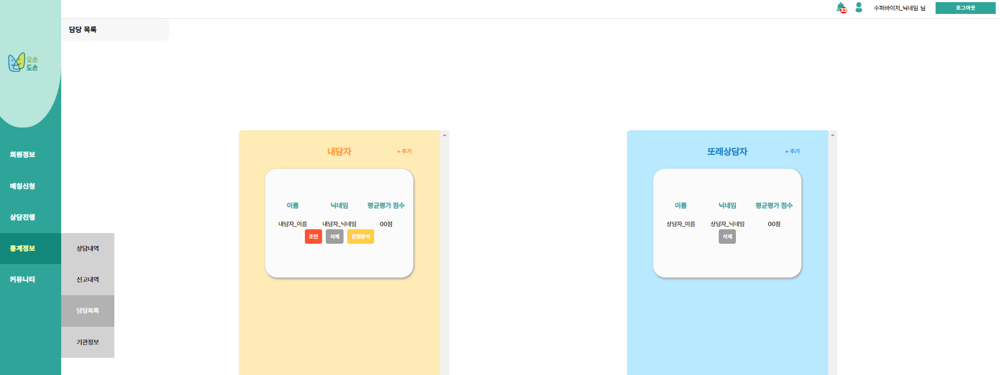 33
수퍼바이저_닉네임 님
로그아웃
담당 목록
오손
도손
회원정보
매칭신청
상담진행
통계정보
커뮤니티
상담내역
신고내역
담당목록
기관정보
내담자
+ 추가
이름 닉네임 평균평가 점수
내담자_이름 내담자_닉네임 00점
조언 삭제 감정분석
또래상담자
+ 추가
이름 닉네임 평균평가 점수
상담자_이름 상담자_닉네임 00점
삭제